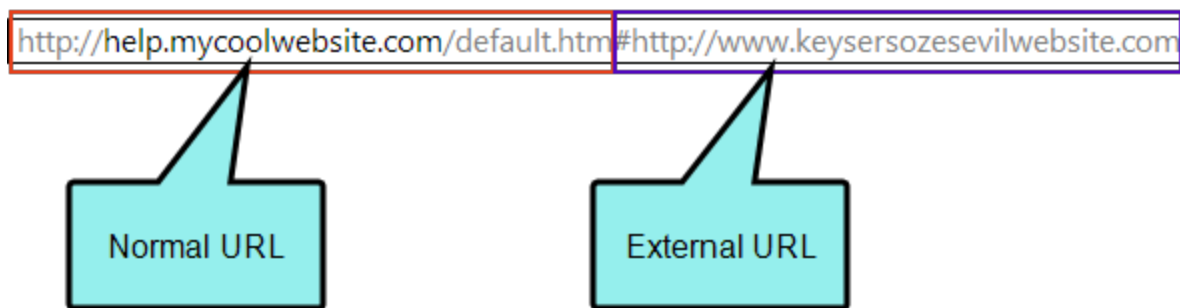 http://help.mycoolwebsite.com/default.htm#http://www.keysersozesevilwebsite.com
Normal URL
External URL